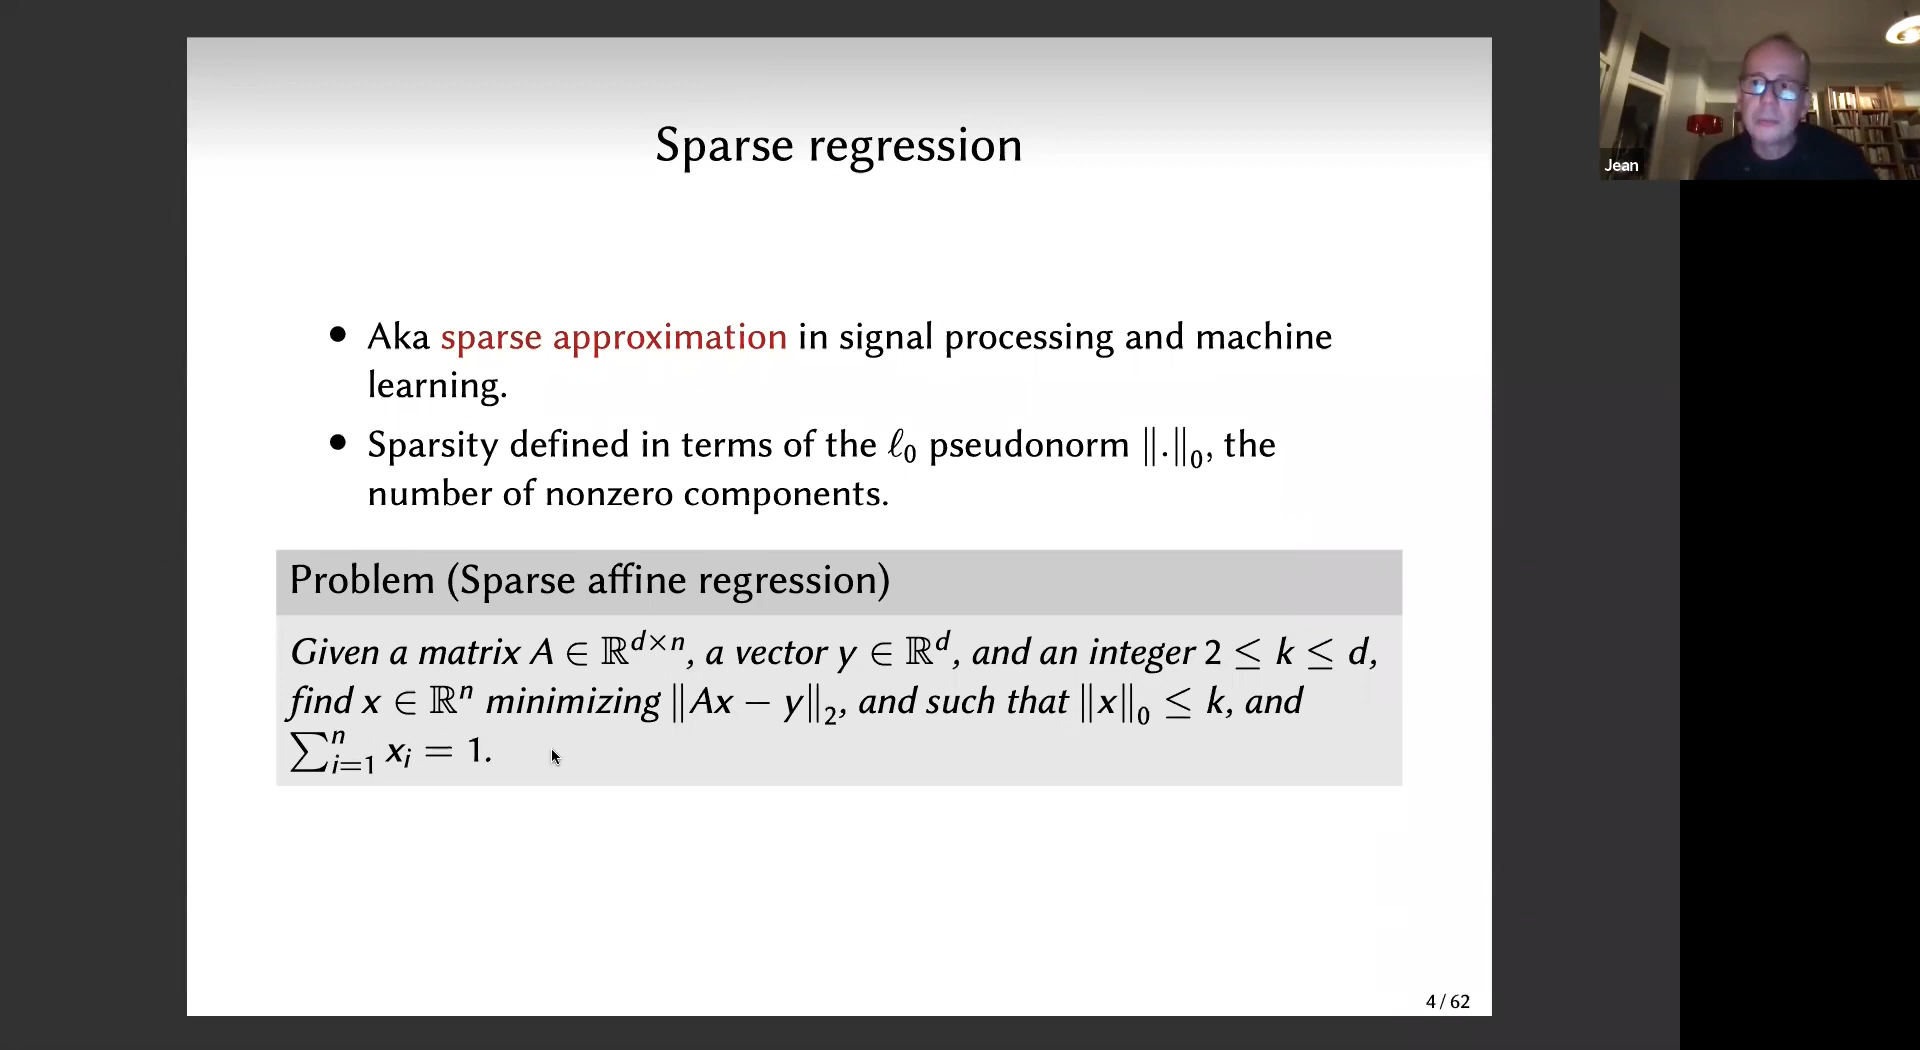 Sparse regression
• Aka sparse approximation in signal processing and machine
learning.
• Sparsity defined in terms of the ℓ₀ pseudonorm ‖.‖₀, the
number of nonzero components.
Problem (Sparse affine regression)
Given a matrix A ∈ ℝ^{d×n}, a vector y ∈ ℝ^d, and an integer 2 ≤ k ≤ d,
find x ∈ ℝ^n minimizing ‖Ax − y‖₂, and such that ‖x‖₀ ≤ k, and
∑_{i=1}^n x_i = 1.
4 / 62
Jean